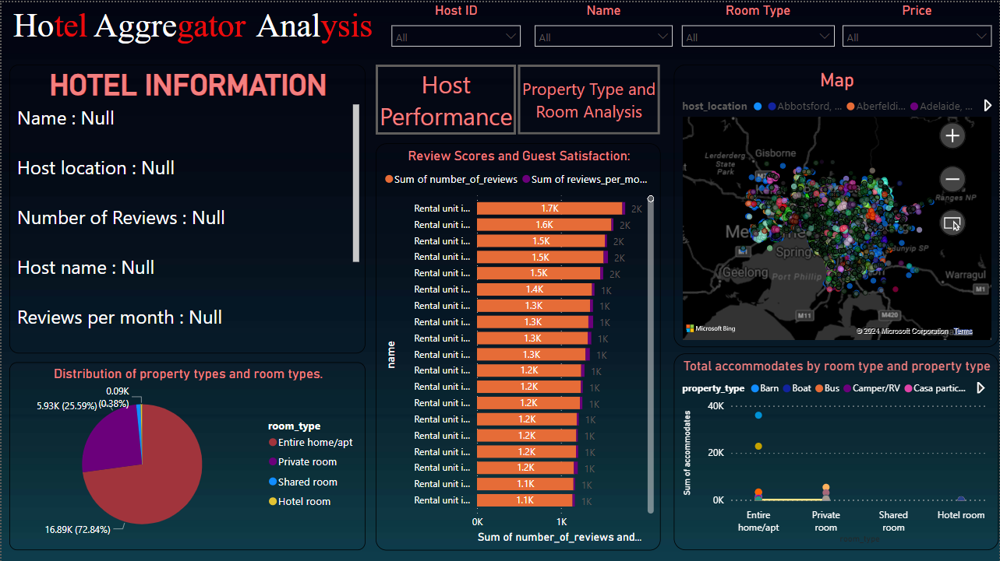 Hotel Aggregator Analysis
Host ID
All
Name
All
Room Type
All
Price
All
HOTEL INFORMATION
Name : Null
Host location : Null
Number of Reviews : Null
Host name : Null
Reviews per month : Null
Host
Performance
Property Type and
Room Analysis
Review Scores and Guest Satisfaction:
Sum of number_of_reviews
Sum of reviews_per_mo...
name
Rental unit i... 1.7K 2K
Rental unit i... 1.6K 2K
Rental unit i... 1.5K 2K
Rental unit i... 1.5K 2K
Rental unit i... 1.5K 2K
Rental unit i... 1.4K 1K
Rental unit i... 1.3K 1K
Rental unit i... 1.3K 1K
Rental unit i... 1.3K 1K
Rental unit i... 1.3K 1K
Rental unit i... 1.2K 1K
Rental unit i... 1.2K 1K
Rental unit i... 1.2K 1K
Rental unit i... 1.2K 1K
Rental unit i... 1.2K 1K
Rental unit i... 1.2K 1K
Rental unit i... 1.2K 1K
Rental unit i... 1.1K 1K
Rental unit i... 1.1K 1K
0K 1K
Sum of number_of_reviews and...
Map
host_location
Abbotsford, ...
Aberfeldi...
Adelaide, ...
Lerderderg
State
Park
Gisborne
Ranges NP
M1
Spring
Geelong
Port Phillip
Bunyip SP
Warragul
M1
M11
M420
Microsoft Bing
© 2024 Microsoft Corporation Terms
Distribution of property types and room types.
0.09K
(0.38%)
5.93K (25.59%)
16.89K (72.84%)
room_type
Entire home/apt
Private room
Shared room
Hotel room
Total accommodates by room type and property type
property_type
Barn
Boat
Bus
Camper/RV
Casa partic...
Sum of accommodates
40K
20K
0K
Entire
home/apt
Private
room
Shared
room
Hotel room
room_type